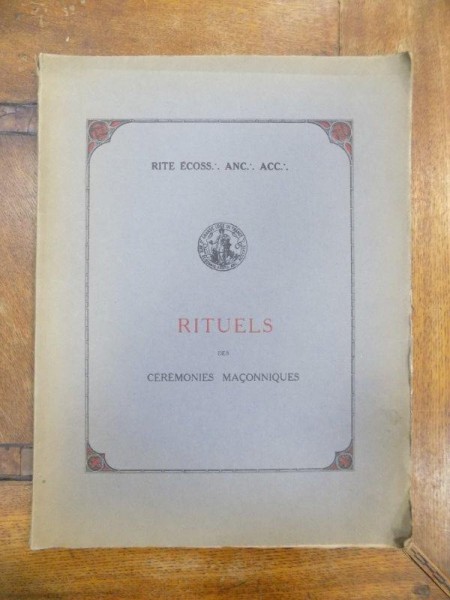 RITE ÉCOSS∴ ANC∴ ACC∴
RITUELS
DES
CÉRÉMONIES MAÇONNIQUES